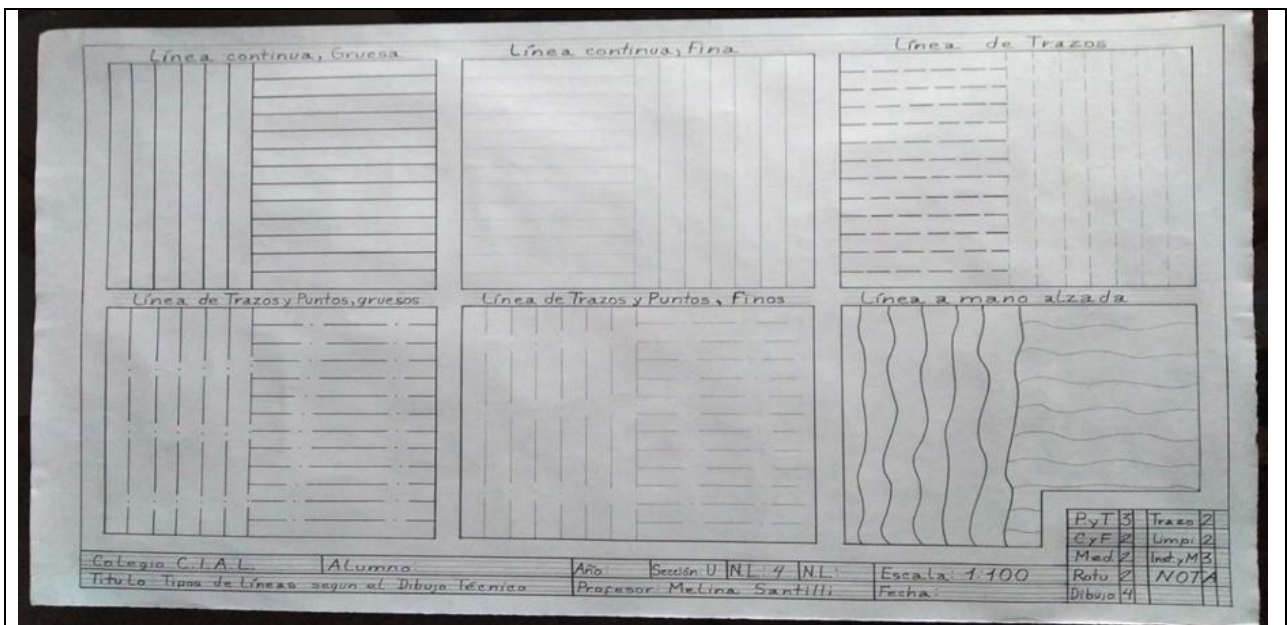 Línea continua, Gruesa
Línea continua, Fina
Línea de Trazos
Línea de Trazos y Puntos, gruesos
Línea de Trazos y Puntos, Finos
Línea a mano alzada
P.yT 3 Trazo 2
CyF 2 Limpi 2
Med. 2 Inst.yM 3
Rotu 2 NOTA
Dibujo 4
Colegio C.I.A.L. Alumno:
Año: Sección: U N.L.: 4 N.L.:
Escala: 1:100
Titulo Tipos de Líneas segun el Dibujo Técnico
Profesor: Melina Santilli
Fecha: